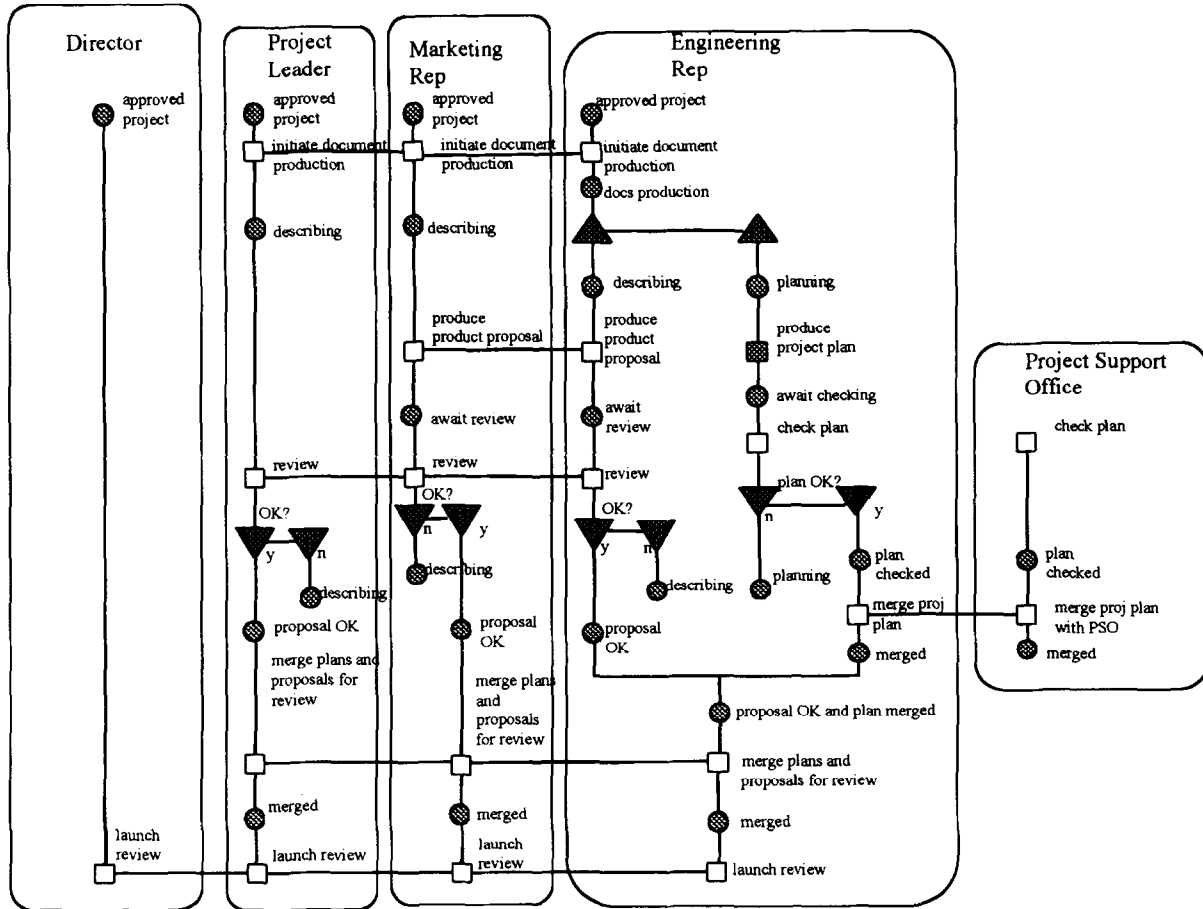 Director
approved
project
launch
review
Project
Leader
approved
project
initiate document
production
describing
review
OK?
y
n
describing
proposal OK
merge plans and
proposals for
review
merged
launch review
Marketing
Rep
approved
project
initiate document
production
describing
produce
product proposal
await review
review
OK?
n
y
describing
proposal
OK
merge plans
and
proposals
for review
merged
launch
review
Engineering
Rep
approved project
initiate document
production
docs production
describing
produce
product
proposal
await
review
review
OK?
y
n
describing
proposal
OK
planning
produce
project plan
await checking
check plan
plan OK?
n
y
planning
plan
checked
merge proj
plan
merged
proposal OK and plan merged
merge plans and
proposals for review
merged
launch review
Project Support
Office
check plan
plan
checked
merge proj plan
with PSO
merged